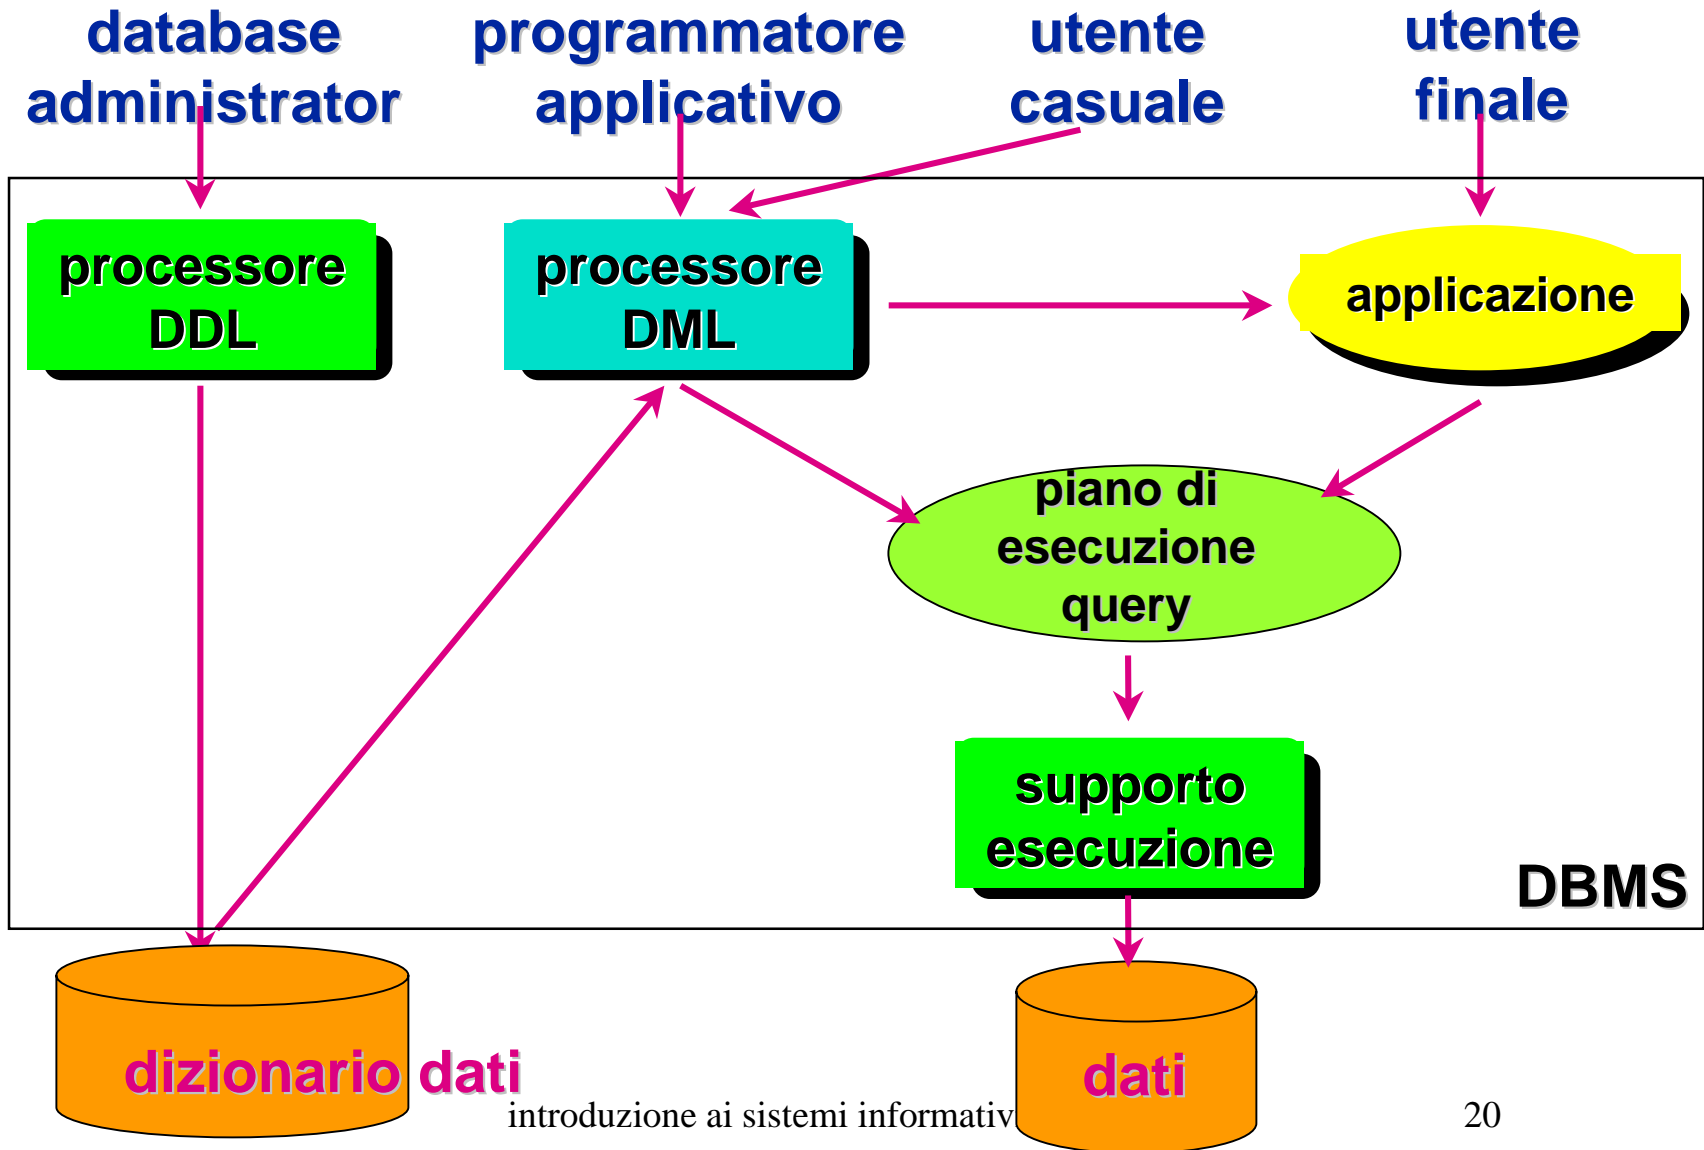 database
administrator
programmatore
applicativo
utente
casuale
utente
finale
processore
DDL
processore
DML
applicazione
piano di
esecuzione
query
supporto
esecuzione
DBMS
dizionario dati
dati
introduzione ai sistemi informativ
20